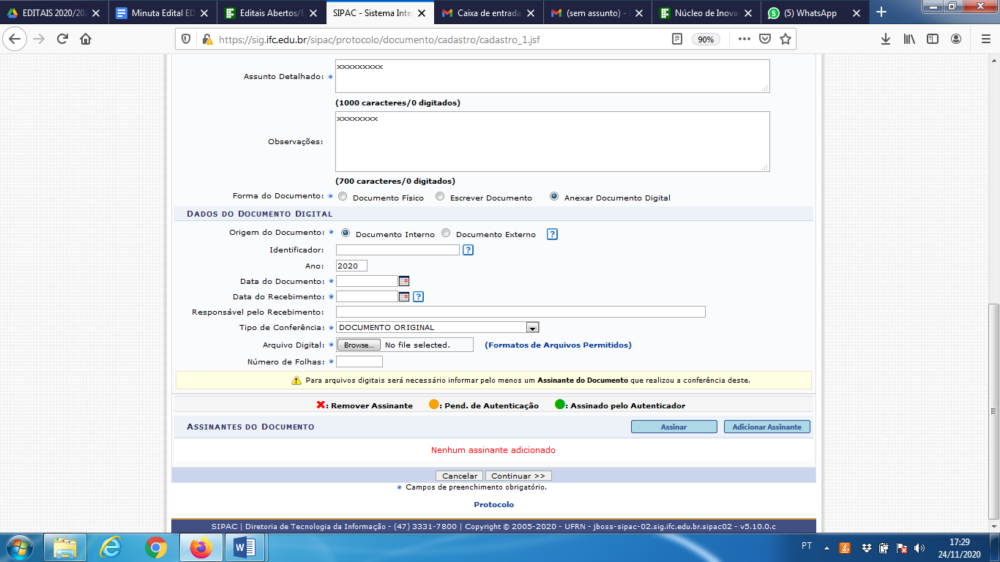 EDITAIS 2020/202
Minuta Edital ED
Editais Abertos/E
SIPAC - Sistema Inte
Caixa de entrada
(sem assunto) -
Núcleo de Inova
(5) WhatsApp
https://sig.ifc.edu.br/sipac/protocolo/documento/cadastro/cadastro_1.jsf
90%
Assunto Detalhado:
xxxxxxxxx
(1000 caracteres/0 digitados)
Observações:
xxxxxxxx
(700 caracteres/0 digitados)
Forma do Documento: Documento Físico Escrever Documento Anexar Documento Digital
DADOS DO DOCUMENTO DIGITAL
Origem do Documento: Documento Interno Documento Externo ?
Identificador: ?
Ano: 2020
Data do Documento:
Data do Recebimento: ?
Responsável pelo Recebimento:
Tipo de Conferência: DOCUMENTO ORIGINAL
Arquivo Digital: Browse... No file selected. (Formatos de Arquivos Permitidos)
Número de Folhas:
Para arquivos digitais será necessário informar pelo menos um Assinante do Documento que realizou a conferência deste.
: Remover Assinante : Pend. de Autenticação : Assinado pelo Autenticador
ASSINANTES DO DOCUMENTO Assinar Adicionar Assinante
Nenhum assinante adicionado
Cancelar Continuar >>
Campos de preenchimento obrigatório.
Protocolo
SIPAC | Diretoria de Tecnologia da Informação - (47) 3331-7800 | Copyright © 2005-2020 - UFRN - jboss-sipac-02.sig.ifc.edu.br.sipac02 - v5.10.0.c
PT
17:29
24/11/2020